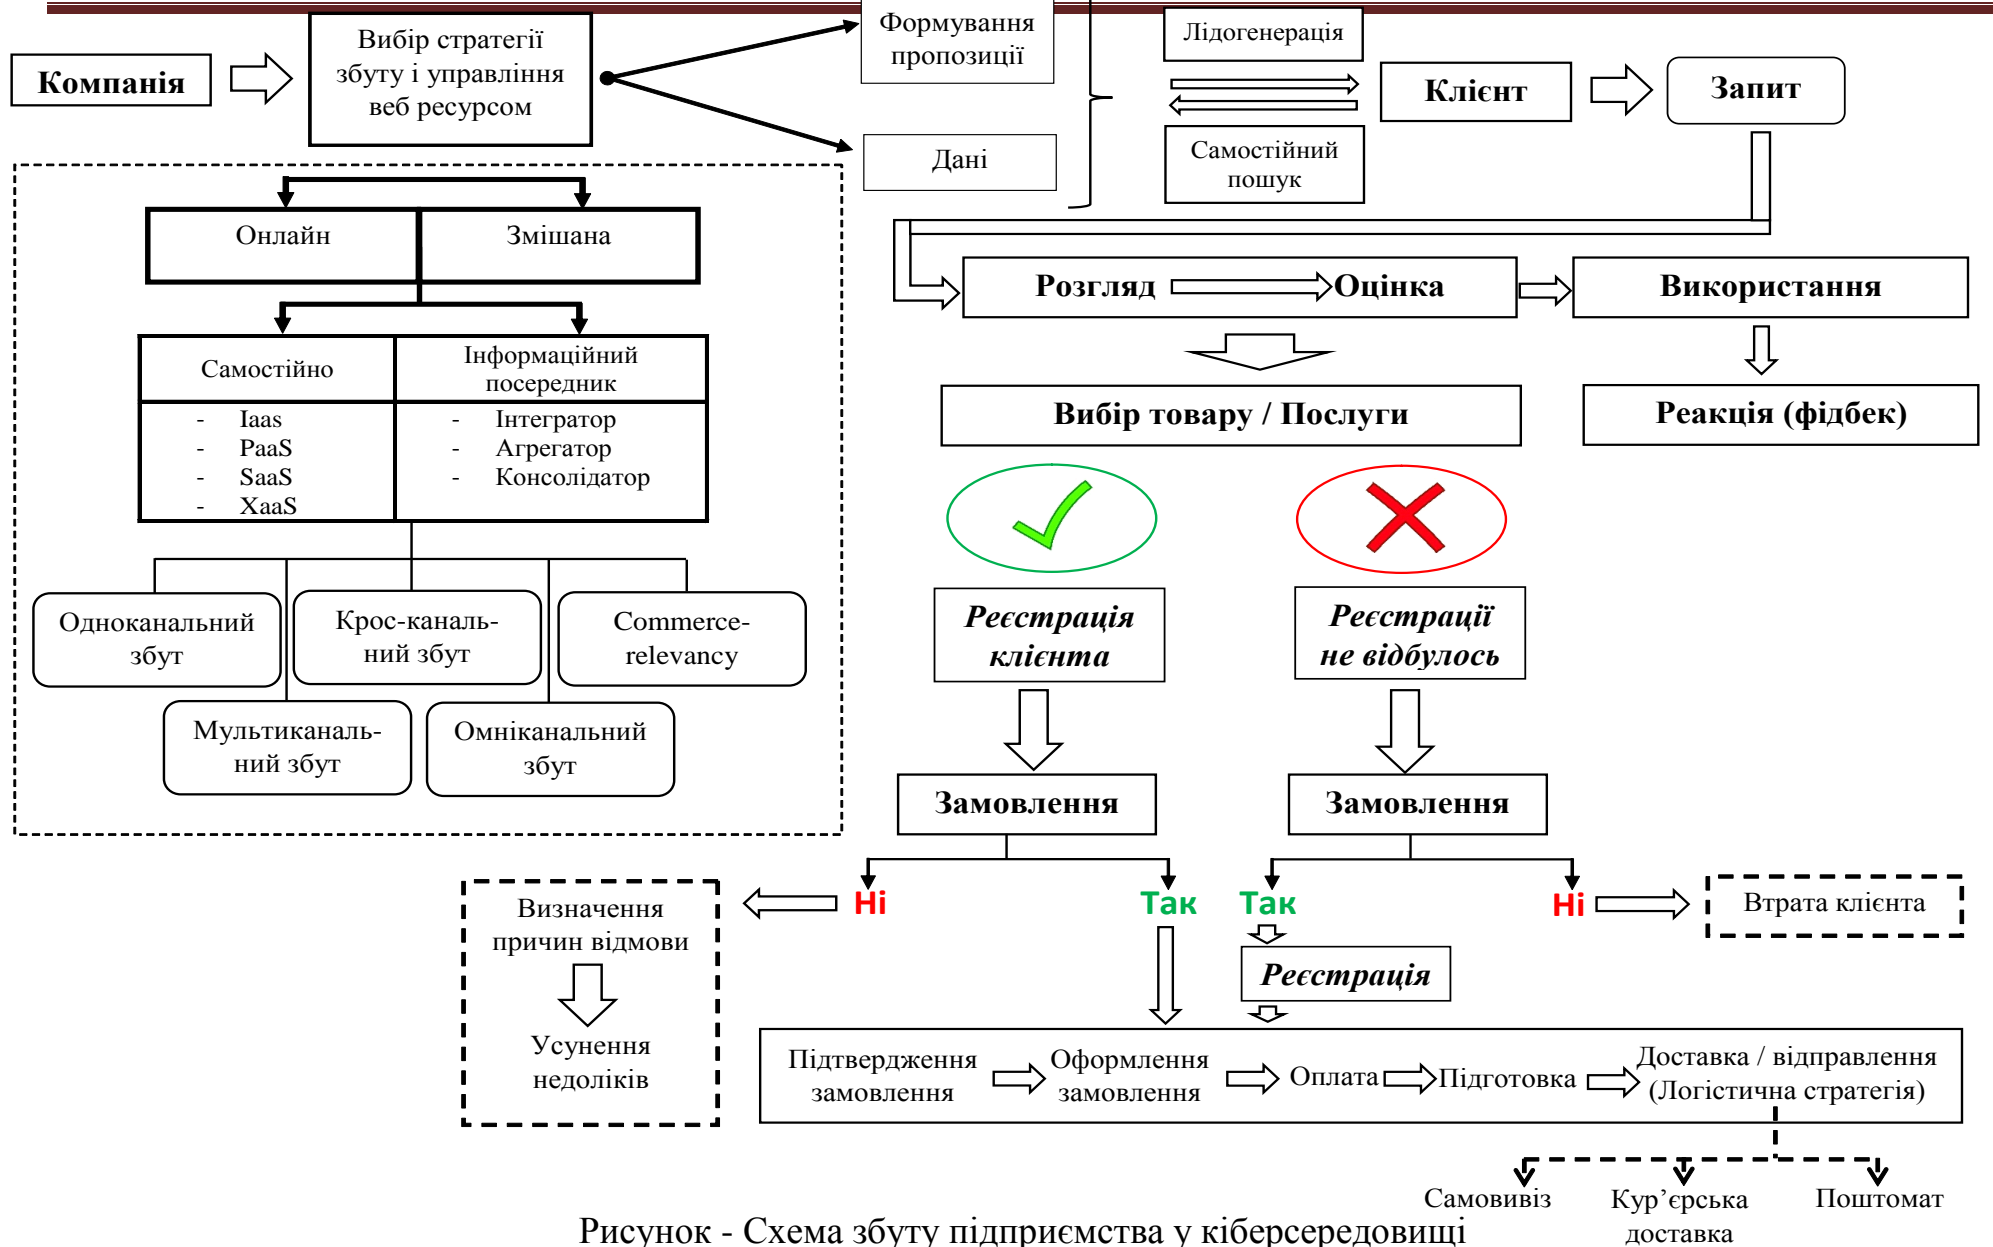 Компанія
Вибір стратегії
збуту і управління
веб ресурсом
Формування
пропозиції
Дані
Лідогенерація
Самостійний
пошук
Клієнт
Запит
Онлайн
Змішана
Самостійно
Інформаційний
посередник
- Iaas
- PaaS
- SaaS
- XaaS
- Інтегратор
- Агрегатор
- Консолідатор
Одноканальний
збут
Крос-каналь-
ний збут
Commerce-
relevancy
Мультиканаль-
ний збут
Омніканальний
збут
Розгляд
Оцінка
Використання
Вибір товару / Послуги
Реакція (фідбек)
Реєстрація
клієнта
Реєстрації
не відбулось
Замовлення
Замовлення
Ні
Так
Так
Ні
Визначення
причин відмови
Усунення
недоліків
Втрата клієнта
Реєстрація
Підтвердження
замовлення
Оформлення
замовлення
Оплата
Підготовка
Доставка / відправлення
(Логістична стратегія)
Самовивіз
Кур’єрська
доставка
Поштомат
Рисунок - Схема збуту підприємства у кіберсередовищі